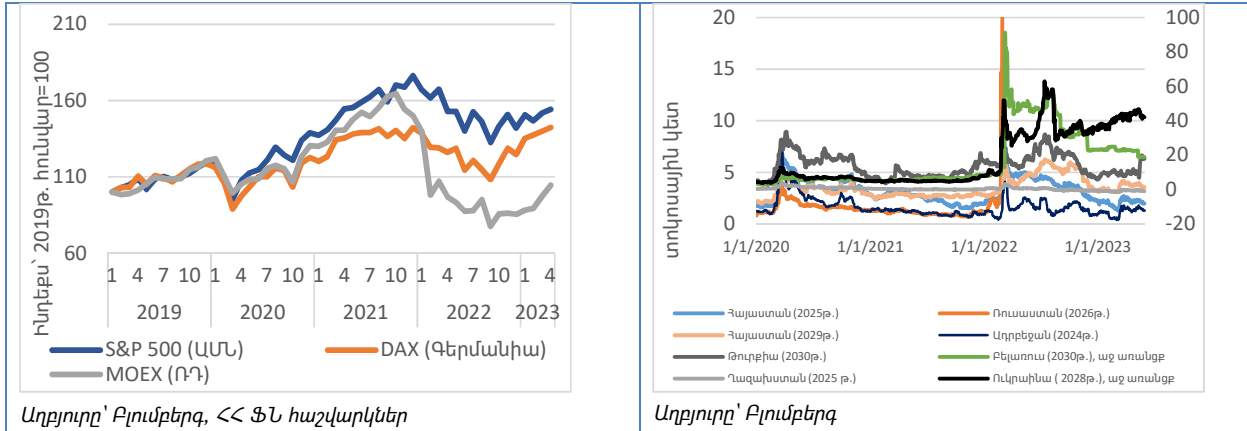 Ինդեքս՝ 2019թ. հունվար=100
210
160
110
60
1 4 7 10 1 4 7 10 1 4 7 10 1 4 7 10 1 4
2019 2020 2021 2022 2023
S&P 500 (ԱՄՆ)
DAX (Գերմանիա)
MOEX (ՌԴ)
Աղբյուրը՝ Բլումբերգ, ՀՀ ՖՆ հաշվարկներ
տոկոսային կետ
20
15
10
5
0
100
80
60
40
20
0
-20
1/1/2020 1/1/2021 1/1/2022 1/1/2023
Հայաստան (2025թ.)
Ռուսաստան (2026թ.)
Հայաստան (2029թ.)
Ադրբեջան (2024թ.)
Թուրքիա (2030թ.)
Բելառուս (2030թ.), աջ առանցք
Ղազախստան (2025 թ.)
Ուկրաինա ( 2028թ.), աջ առանցք
Աղբյուրը՝ Բլումբերգ